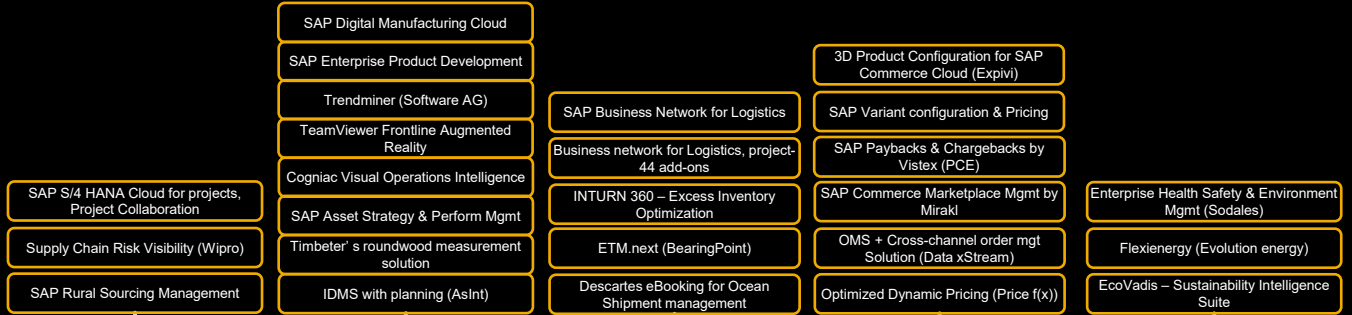 SAP S/4 HANA Cloud for projects,
Project Collaboration
Supply Chain Risk Visibility (Wipro)
SAP Rural Sourcing Management
SAP Digital Manufacturing Cloud
SAP Enterprise Product Development
Trendminer (Software AG)
TeamViewer Frontline Augmented
Reality
Cogniac Visual Operations Intelligence
SAP Asset Strategy & Perform Mgmt
Timbeter’ s roundwood measurement
solution
IDMS with planning (AsInt)
SAP Business Network for Logistics
Business network for Logistics, project-
44 add-ons
INTURN 360 – Excess Inventory
Optimization
ETM.next (BearingPoint)
Descartes eBooking for Ocean
Shipment management
3D Product Configuration for SAP
Commerce Cloud (Expivi)
SAP Variant configuration & Pricing
SAP Paybacks & Chargebacks by
Vistex (PCE)
SAP Commerce Marketplace Mgmt by
Mirakl
OMS + Cross-channel order mgt
Solution (Data xStream)
Optimized Dynamic Pricing (Price f(x))
Enterprise Health Safety & Environment
Mgmt (Sodales)
Flexienergy (Evolution energy)
EcoVadis – Sustainability Intelligence
Suite